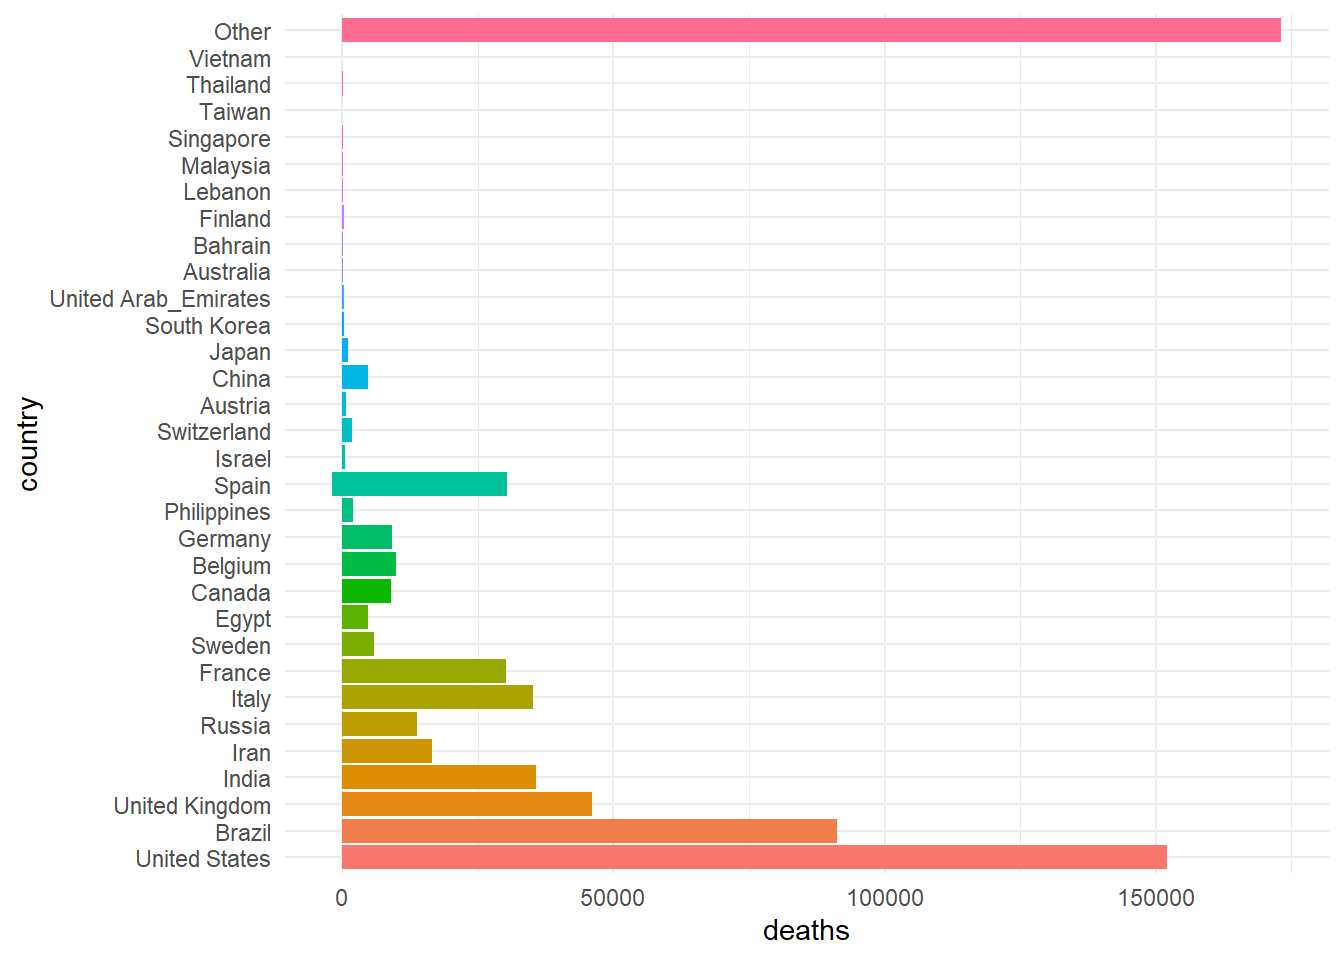 Other
Vietnam
Thailand
Taiwan
Singapore
Malaysia
Lebanon
Finland
Bahrain
Australia
United Arab_Emirates
South Korea
Japan
China
Austria
Switzerland
Israel
Spain
Philippines
Germany
Belgium
Canada
Egypt
Sweden
France
Italy
Russia
Iran
India
United Kingdom
Brazil
United States
country
0 50000 100000 150000
deaths